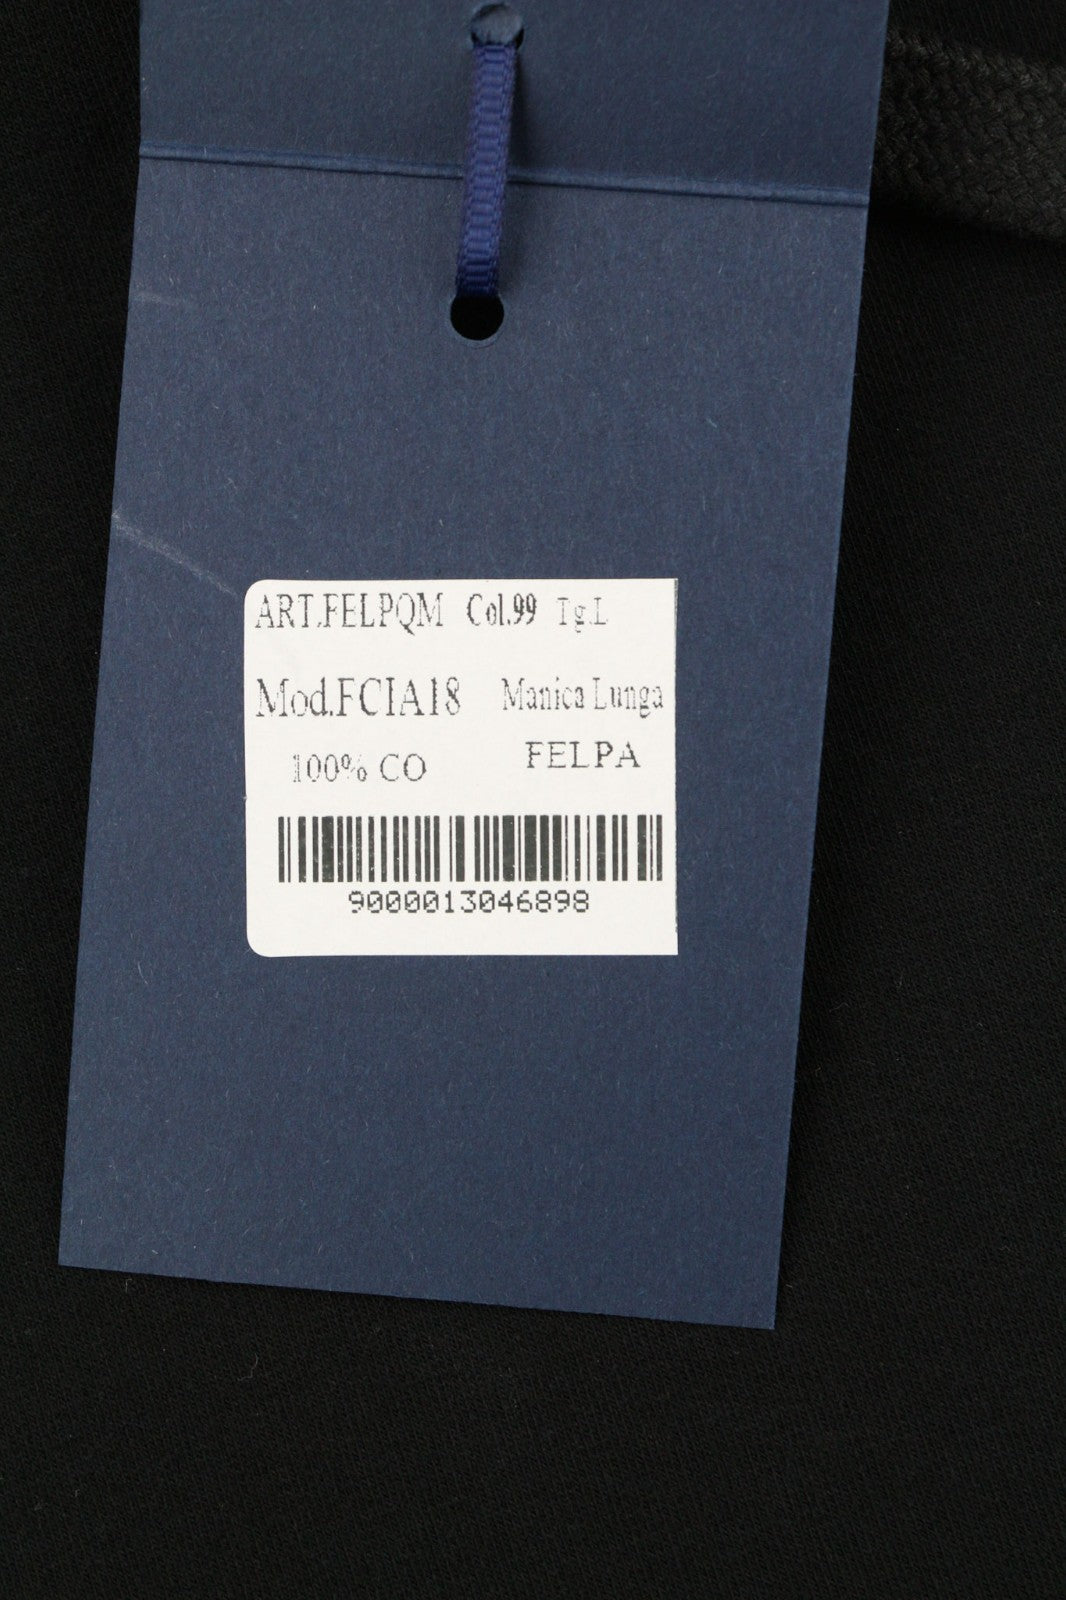 ART.FELPQM Col.99 Tg.L
Mod.FCIA18 Manica Lunga
100% CO FELPA
9000013046898